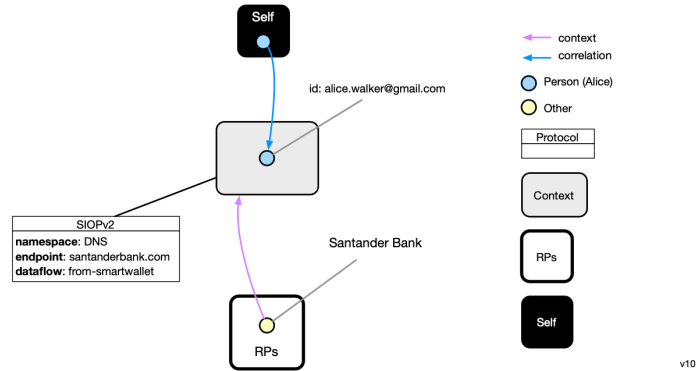 Self
id: alice.walker@gmail.com
SIOPv2
namespace: DNS
endpoint: santanderbank.com
dataflow: from-smartwallet
Santander Bank
RPs
context
correlation
Person (Alice)
Other
Protocol
Context
RPs
Self
v10